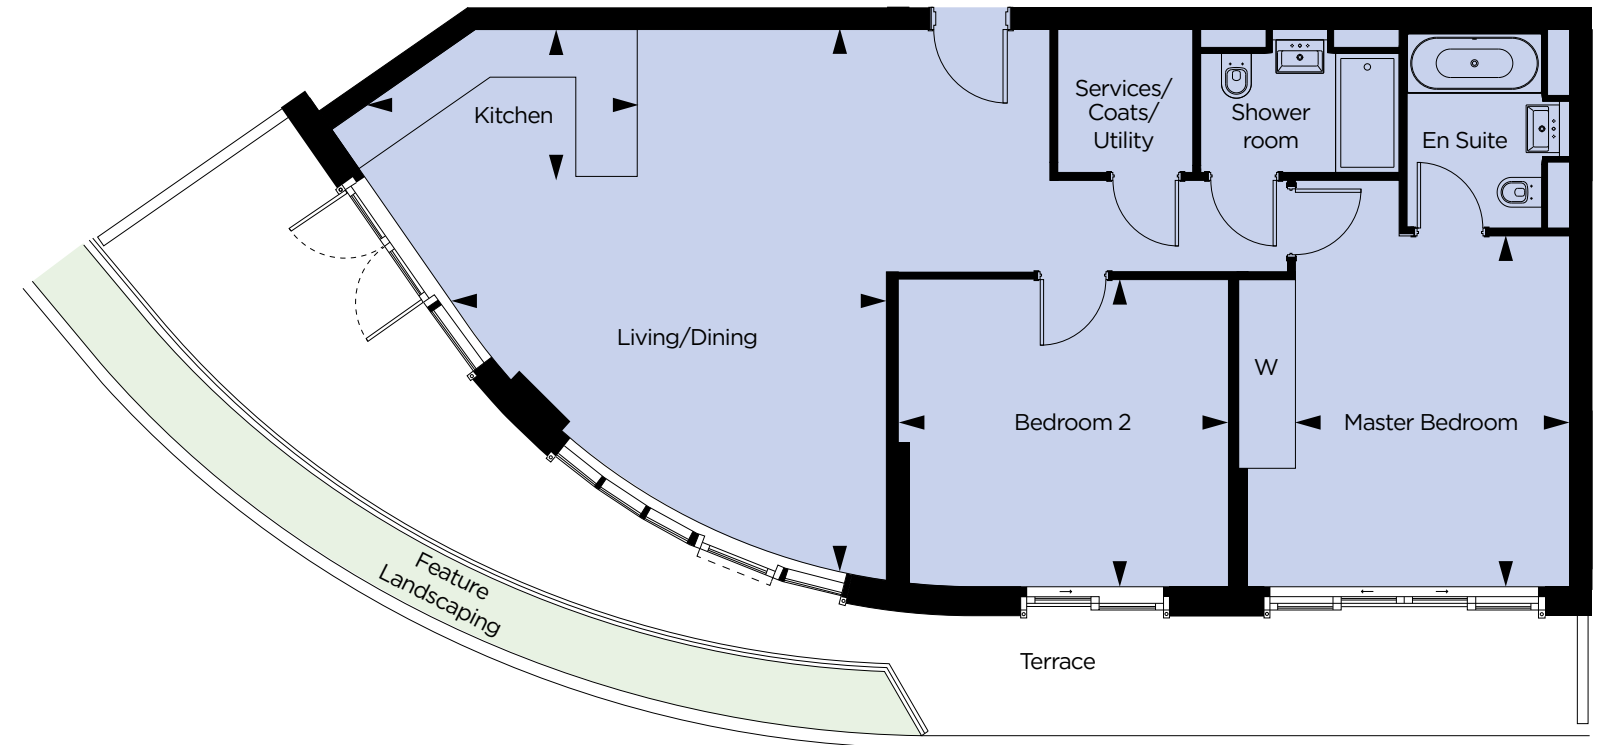 Kitchen
Services/
Coats/
Utility
Shower
room
En Suite
Living/Dining
Bedroom 2
W
Master Bedroom
Feature
Landscaping
Terrace